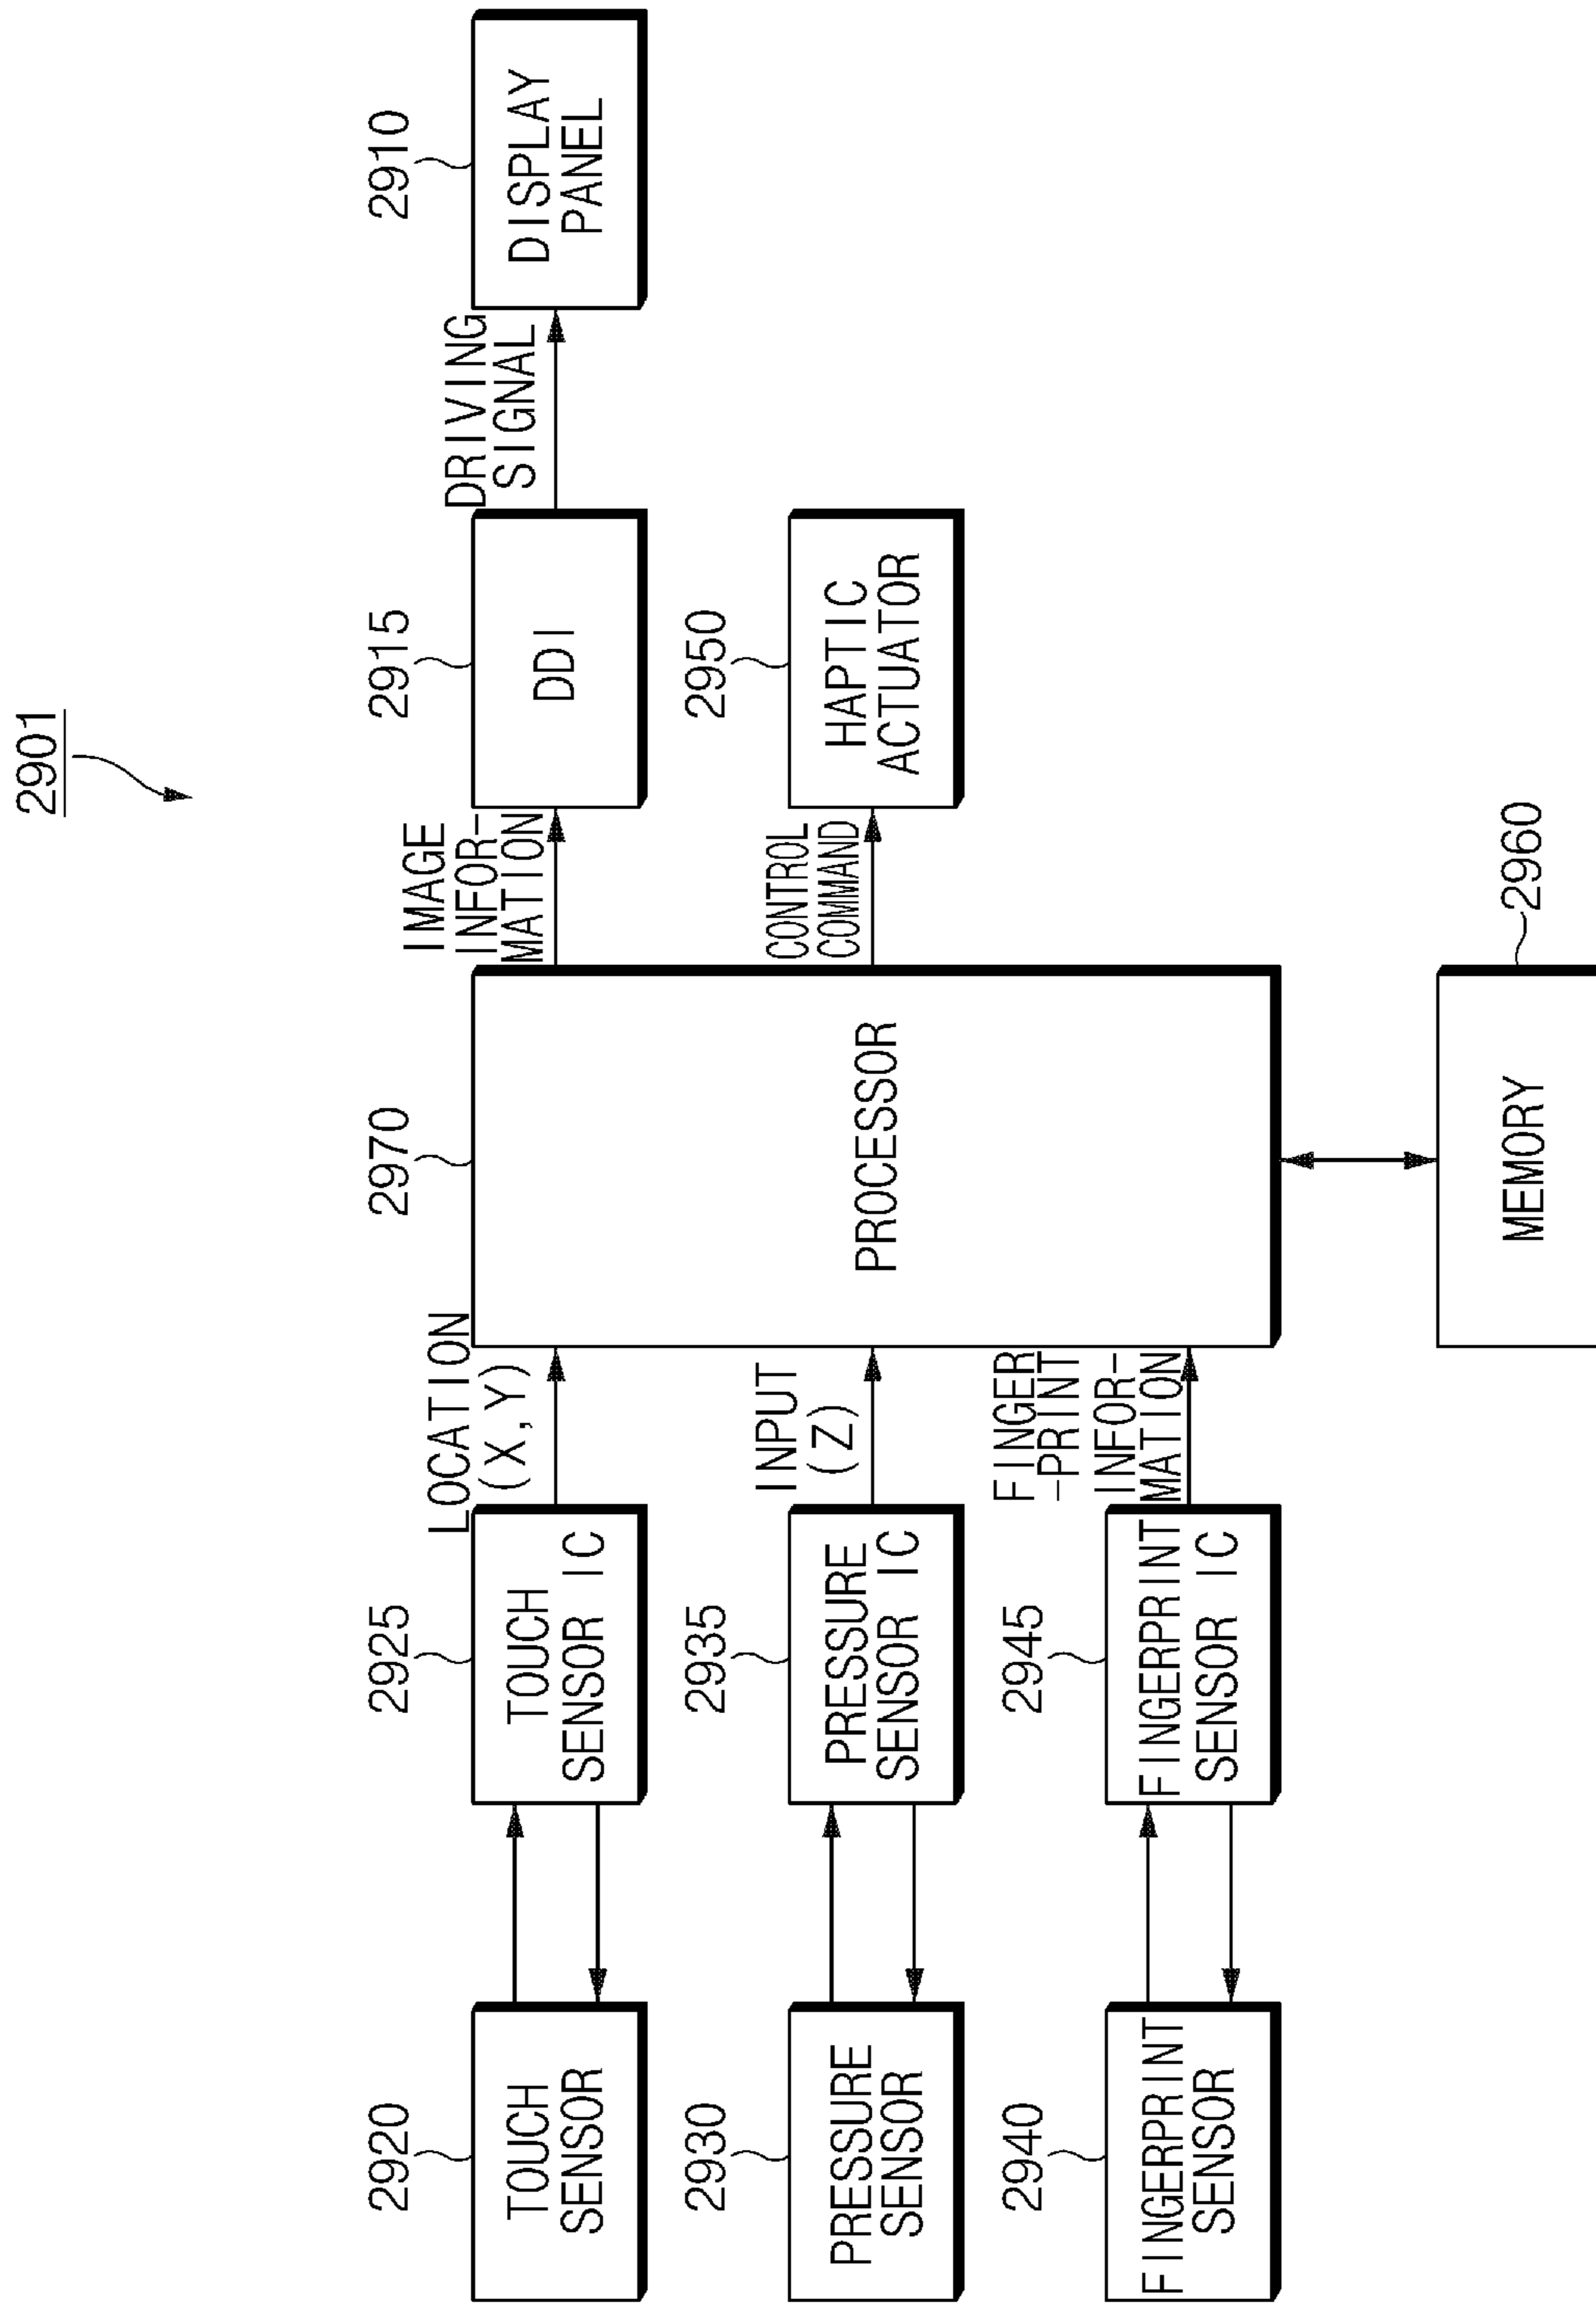 2901
2920
TOUCH
SENSOR
2925
TOUCH
SENSOR IC
LOCATION
(X,Y)
2970
PROCESSOR
IMAGE
INFOR-
MATION
2915
DDI
DRIVING
SIGNAL
2910
DISPLAY
PANEL
2930
PRESSURE
SENSOR
2935
PRESSURE
SENSOR IC
INPUT
(Z)
CONTROL
COMMAND
2950
HAPTIC
ACTUATOR
2940
FINGERPRINT
SENSOR
2945
FINGERPRINT
SENSOR IC
FINGER
-PRINT
INFOR-
MATION
MEMORY
2960